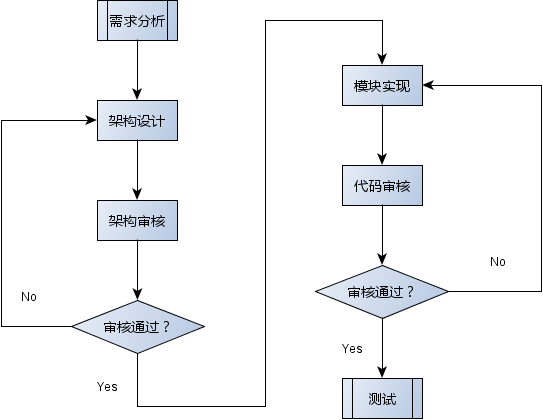 需求分析
架构设计
架构审核
审核通过？
No
Yes
模块实现
代码审核
审核通过？
No
Yes
测试